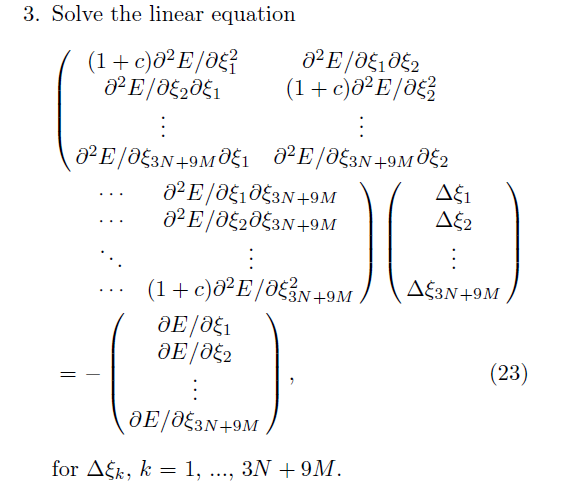 3. Solve the linear equation
( (1 + c)∂²E/∂ξ₁² ∂²E/∂ξ₁∂ξ₂
∂²E/∂ξ₂∂ξ₁ (1 + c)∂²E/∂ξ₂²
⋮ ⋮
∂²E/∂ξ₃N₊₉M∂ξ₁ ∂²E/∂ξ₃N₊₉M∂ξ₂
⋯ ∂²E/∂ξ₁∂ξ₃N₊₉M ) ( Δξ₁
⋯ ∂²E/∂ξ₂∂ξ₃N₊₉M Δξ₂
⋱ ⋮ ⋮
⋯ (1 + c)∂²E/∂ξ²₃N₊₉M Δξ₃N₊₉M )
= − ( ∂E/∂ξ₁
∂E/∂ξ₂
⋮
∂E/∂ξ₃N₊₉M ) , (23)
for Δξₖ, k = 1, ..., 3N + 9M.